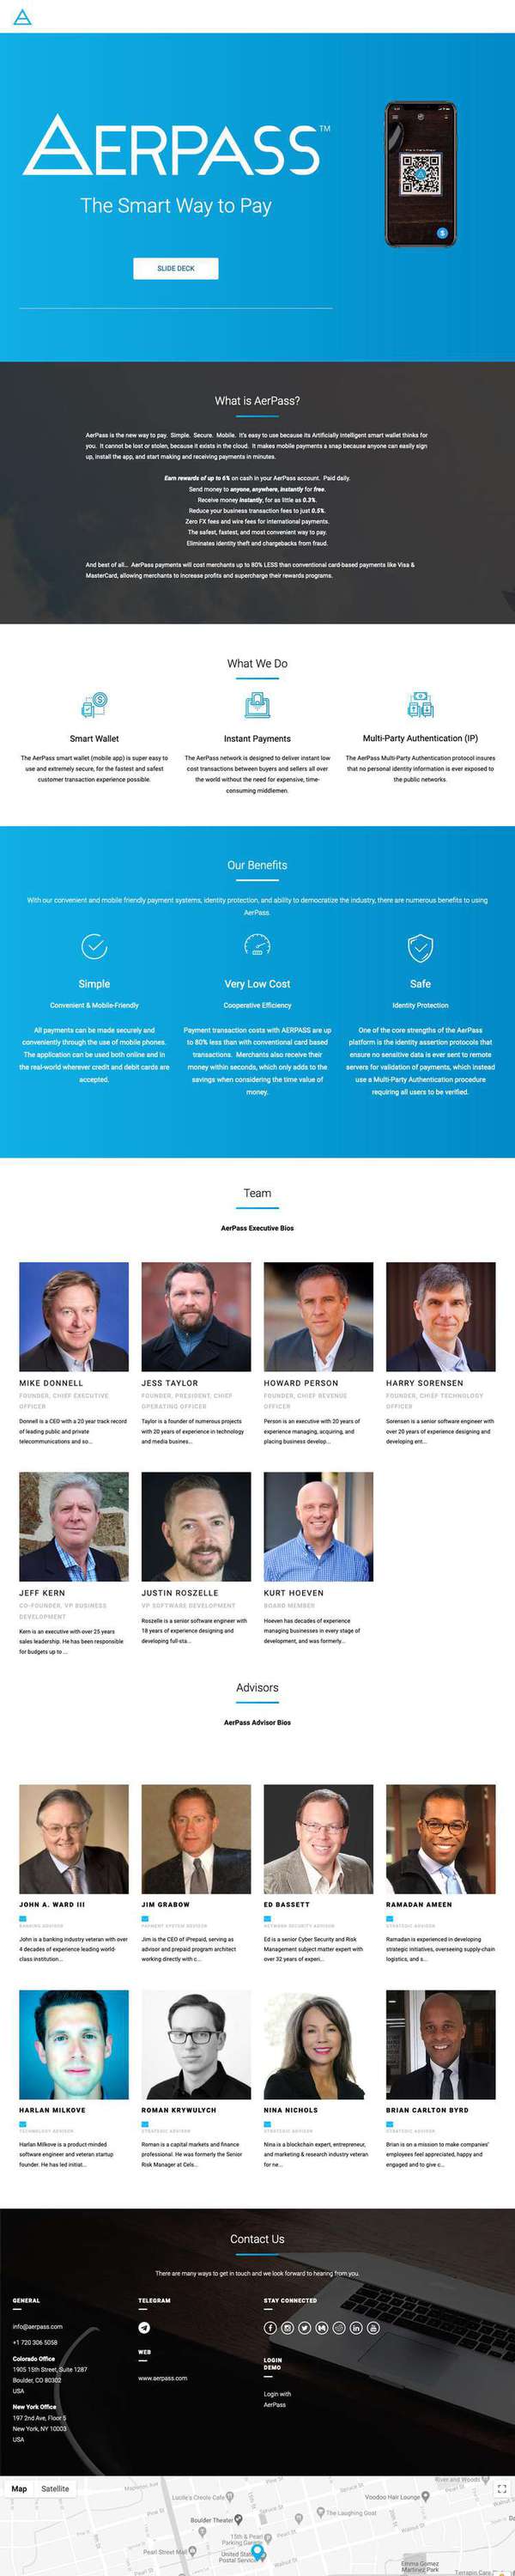 AERPASS™
The Smart Way to Pay
SLIDE DECK
What is AerPass?
AerPass is the new way to pay. Simple. Secure. Mobile. It's easy to use because its Artificially Intelligent smart wallet thinks for
you. It cannot be lost or stolen, because it exists in the cloud. It makes mobile payments a snap because anyone can easily sign
up, install the app, and start making and receiving payments in minutes.
Earn rewards of up to 6% on cash in your AerPass account. Paid daily.
Send money to anyone, anywhere, instantly for free.
Receive money instantly, for as little as 0.3%.
Reduce your business transaction fees to just 0.5%.
Zero FX fees and wire fees for international payments.
The safest, fastest, and most convenient way to pay.
Eliminates identity theft and chargebacks from fraud.
And best of all... AerPass payments will cost merchants up to 80% LESS than conventional card-based payments like Visa &
MasterCard, allowing merchants to increase profits and supercharge their rewards programs.
What We Do
Smart Wallet
The AerPass smart wallet (mobile app) is super easy to
use and extremely secure, for the fastest and safest
customer transaction experience possible.
Instant Payments
The AerPass network is designed to deliver instant low
cost transactions between buyers and sellers all over
the world without the need for expensive, time-
consuming middlemen.
Multi-Party Authentication (IP)
The AerPass Multi-Party Authentication protocol insures
that no personal identity information is ever exposed to
the public networks.
Our Benefits
With our convenient and mobile friendly payment systems, identity protection, and ability to democratize the industry, there are numerous benefits to using
AerPass.
Simple
Convenient & Mobile-Friendly
All payments can be made securely and
conveniently through the use of mobile phones.
The application can be used both online and in
the real-world wherever credit and debit cards are
accepted.
Very Low Cost
Cooperative Efficiency
Payment transaction costs with AERPASS are up
to 80% less than with conventional card based
transactions. Merchants also receive their
money within seconds, which only adds to the
savings when considering the time value of
money.
Safe
Identity Protection
One of the core strengths of the AerPass
platform is the identity assertion protocols that
ensure no sensitive data is ever sent to remote
servers for validation of payments, which instead
use a Multi-Party Authentication procedure
requiring all users to be verified.
Team
AerPass Executive Bios
MIKE DONNELL
FOUNDER, CHIEF EXECUTIVE
OFFICER
Donnell is a CEO with a 20 year track record
of leading public and private
telecommunications and so...
JESS TAYLOR
FOUNDER, PRESIDENT, CHIEF
OPERATING OFFICER
Taylor is a founder of numerous projects
with 20 years of experience in technology
and media busines...
HOWARD PERSON
FOUNDER, CHIEF REVENUE
OFFICER
Person is an executive with 20 years of
experience managing, acquiring, and
placing business develop...
HARRY SORENSEN
FOUNDER, CHIEF TECHNOLOGY
OFFICER
Sorensen is a senior software engineer with
over 20 years of experience designing and
developing ent...
JEFF KERN
CO-FOUNDER, VP BUSINESS
DEVELOPMENT
Kern is an executive with over 25 years
sales leadership. He has been responsible
for budgets up to ...
JUSTIN ROSZELLE
VP SOFTWARE DEVELOPMENT
Roszelle is a senior software engineer with
18 years of experience designing and
developing full-sta...
KURT HOEVEN
BOARD MEMBER
Hoeven has decades of experience
managing businesses in every stage of
development, and was formerly...
Advisors
AerPass Advisor Bios
JOHN A. WARD III
BANKING ADVISOR
John is a banking industry veteran with over
4 decades of experience leading world-
class institution...
JIM GRABOW
PAYMENT SYSTEM ADVISOR
Jim is the CEO of iPrepaid, serving as
advisor and prepaid program architect
working directly with c...
ED BASSETT
NETWORK SECURITY ADVISOR
Ed is a senior Cyber Security and Risk
Management subject matter expert with
over 32 years of experi...
RAMADAN AMEEN
STRATEGIC ADVISOR
Ramadan is experienced in developing
strategic initiatives, overseeing supply-chain
logistics, and s...
HARLAN MILKOVE
TECHNOLOGY ADVISOR
Harlan Milkove is a product-minded
software engineer and veteran startup
founder. He has led initiat...
ROMAN KRYWULYCH
STRATEGIC ADVISOR
Roman is a capital markets and finance
professional. He was formerly the Senior
Risk Manager at Cels...
NINA NICHOLS
STRATEGIC ADVISOR
Nina is a blockchain expert, entrepreneur,
and marketing & research industry veteran
for ne...
BRIAN CARLTON BYRD
STRATEGIC ADVISOR
Brian is on a mission to make companies'
employees feel appreciated, happy and
engaged and to give c...
Contact Us
There are many ways to get in touch and we look forward to hearing from you.
GENERAL
info@aerpass.com
+1 720 306 5058
Colorado Office
1905 15th Street, Suite 1287
Boulder, CO 80302
USA
New York Office
197 2nd Ave, Floor 5
New York, NY 10003
USA
TELEGRAM
WEB
www.aerpass.com
STAY CONNECTED
LOGIN
DEMO
Login with
AerPass
Map
Satellite
Lucile's Creole Cafe
Voodoo Hair Lounge
Boulder Theater
The Laughing Goat
15th & Pearl
Parking Garage
Pearl Street Mall
United States
Postal Service
Emma Gomez
Martinez Park